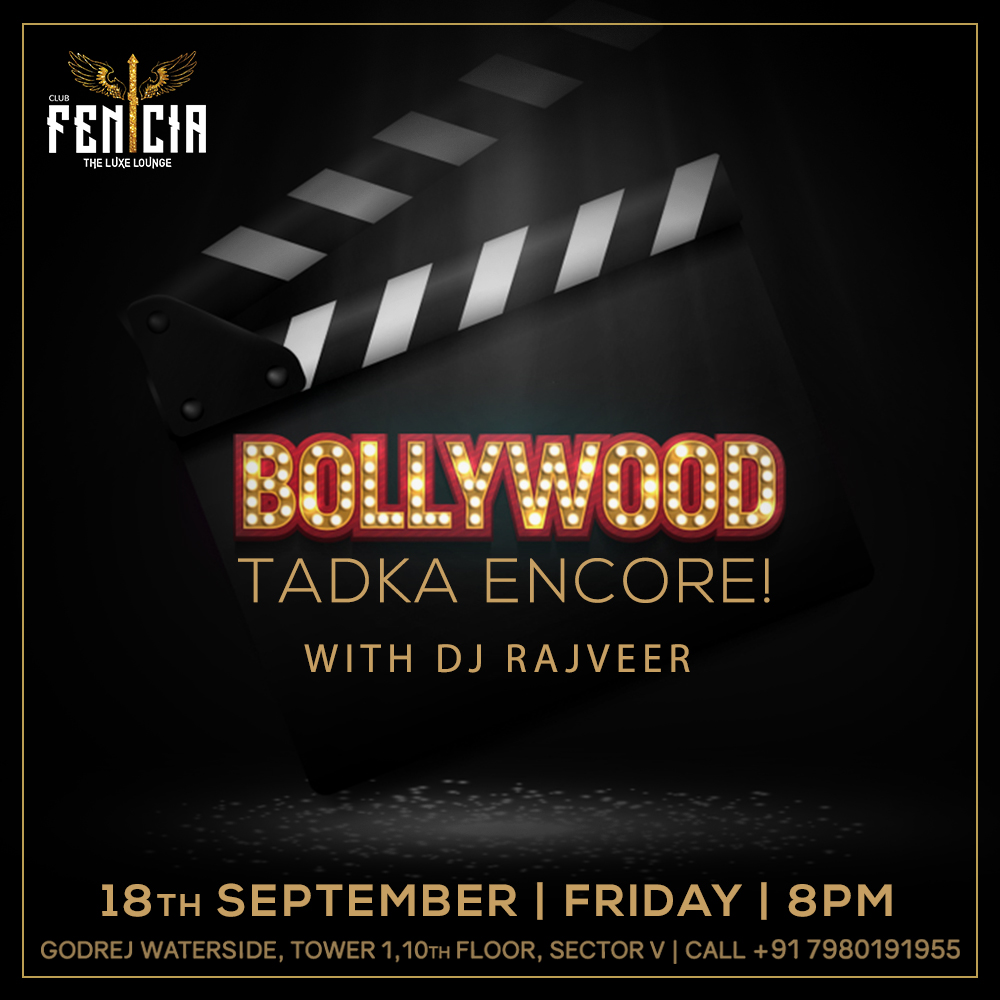 CLUB
FENICIA
THE LUXE LOUNGE
BOLLYWOOD
TADKA ENCORE!
WITH DJ RAJVEER
18TH SEPTEMBER | FRIDAY | 8PM
GODREJ WATERSIDE, TOWER 1,10TH FLOOR, SECTOR V | CALL +91 7980191955